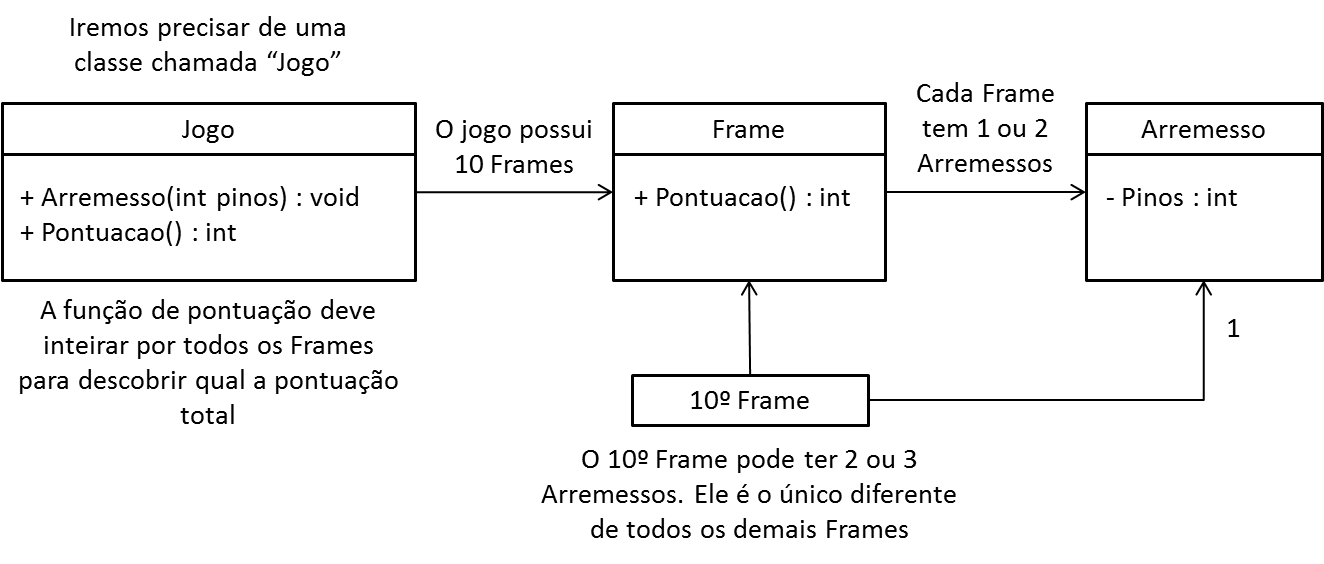 Iremos precisar de uma
classe chamada “Jogo”
Jogo
+ Arremesso(int pinos) : void
+ Pontuacao() : int
A função de pontuação deve
inteirar por todos os Frames
para descobrir qual a pontuação
total
O jogo possui
10 Frames
Frame
+ Pontuacao() : int
Cada Frame
tem 1 ou 2
Arremessos
Arremesso
- Pinos : int
1
10º Frame
O 10º Frame pode ter 2 ou 3
Arremessos. Ele é o único diferente
de todos os demais Frames